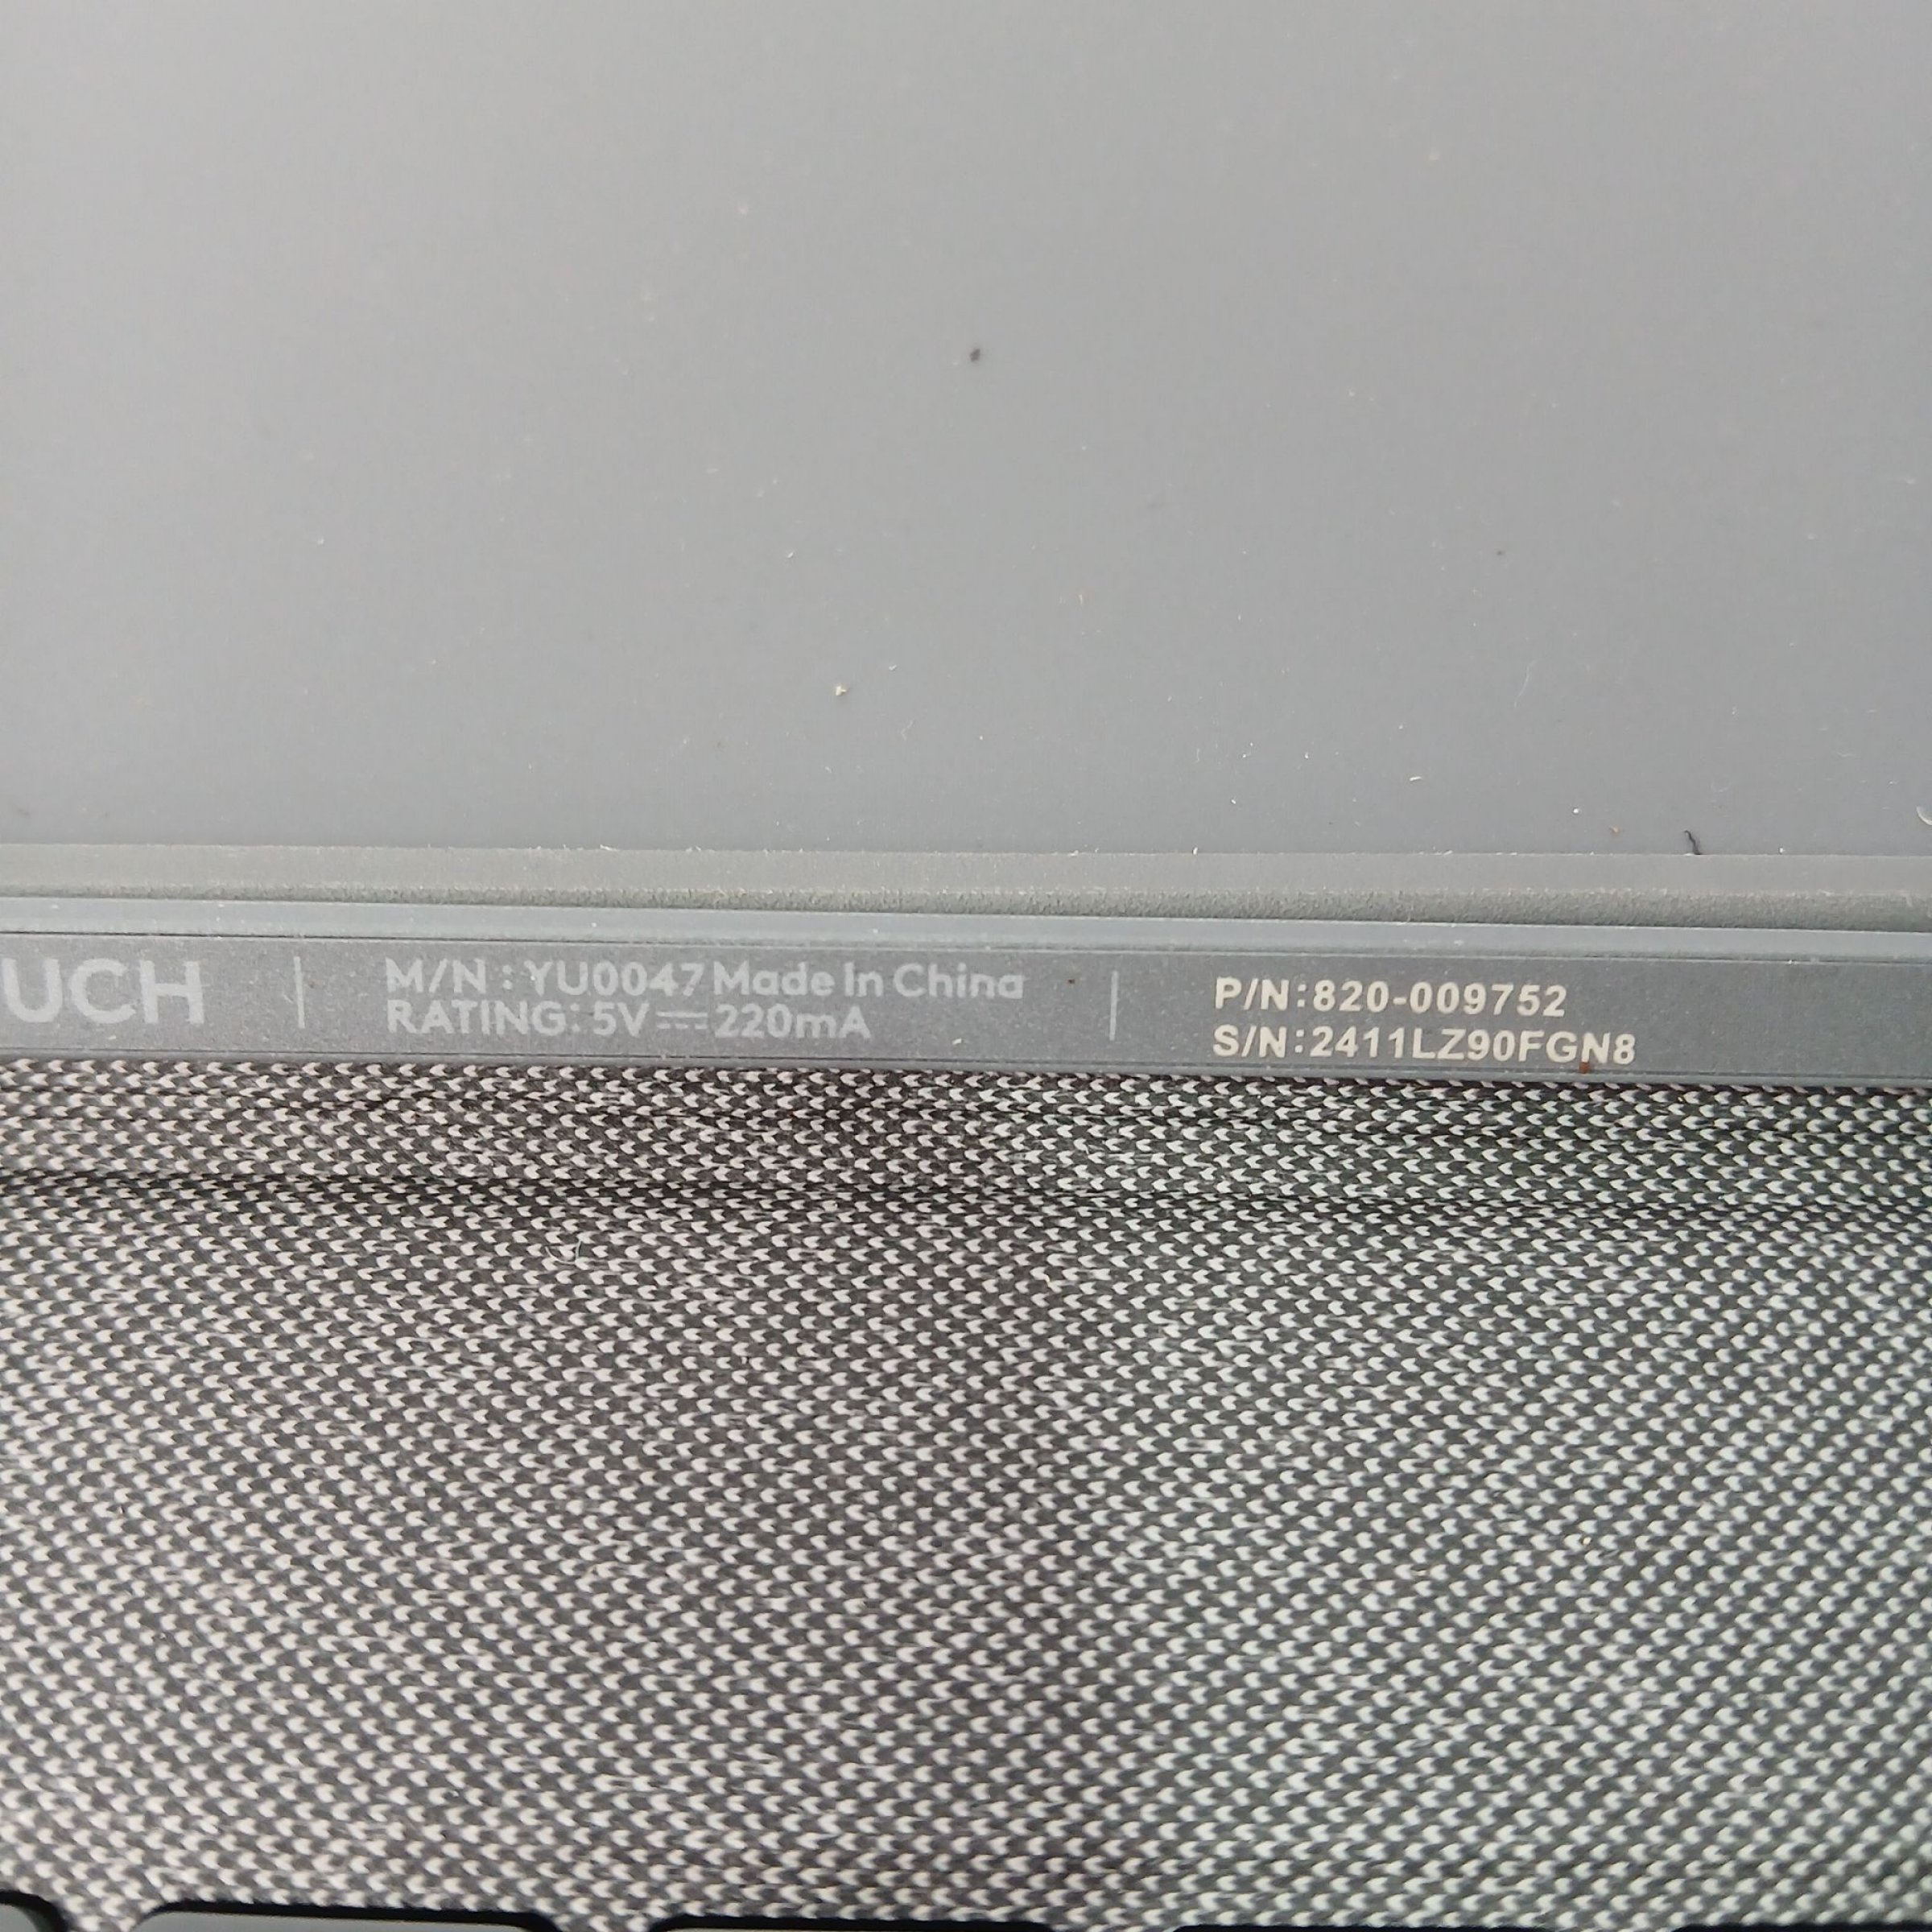 UCH
M/N : YU0047 Made In China
RATING: 5V⎓220mA
P/N:820-009752
S/N:2411LZ90FGN8